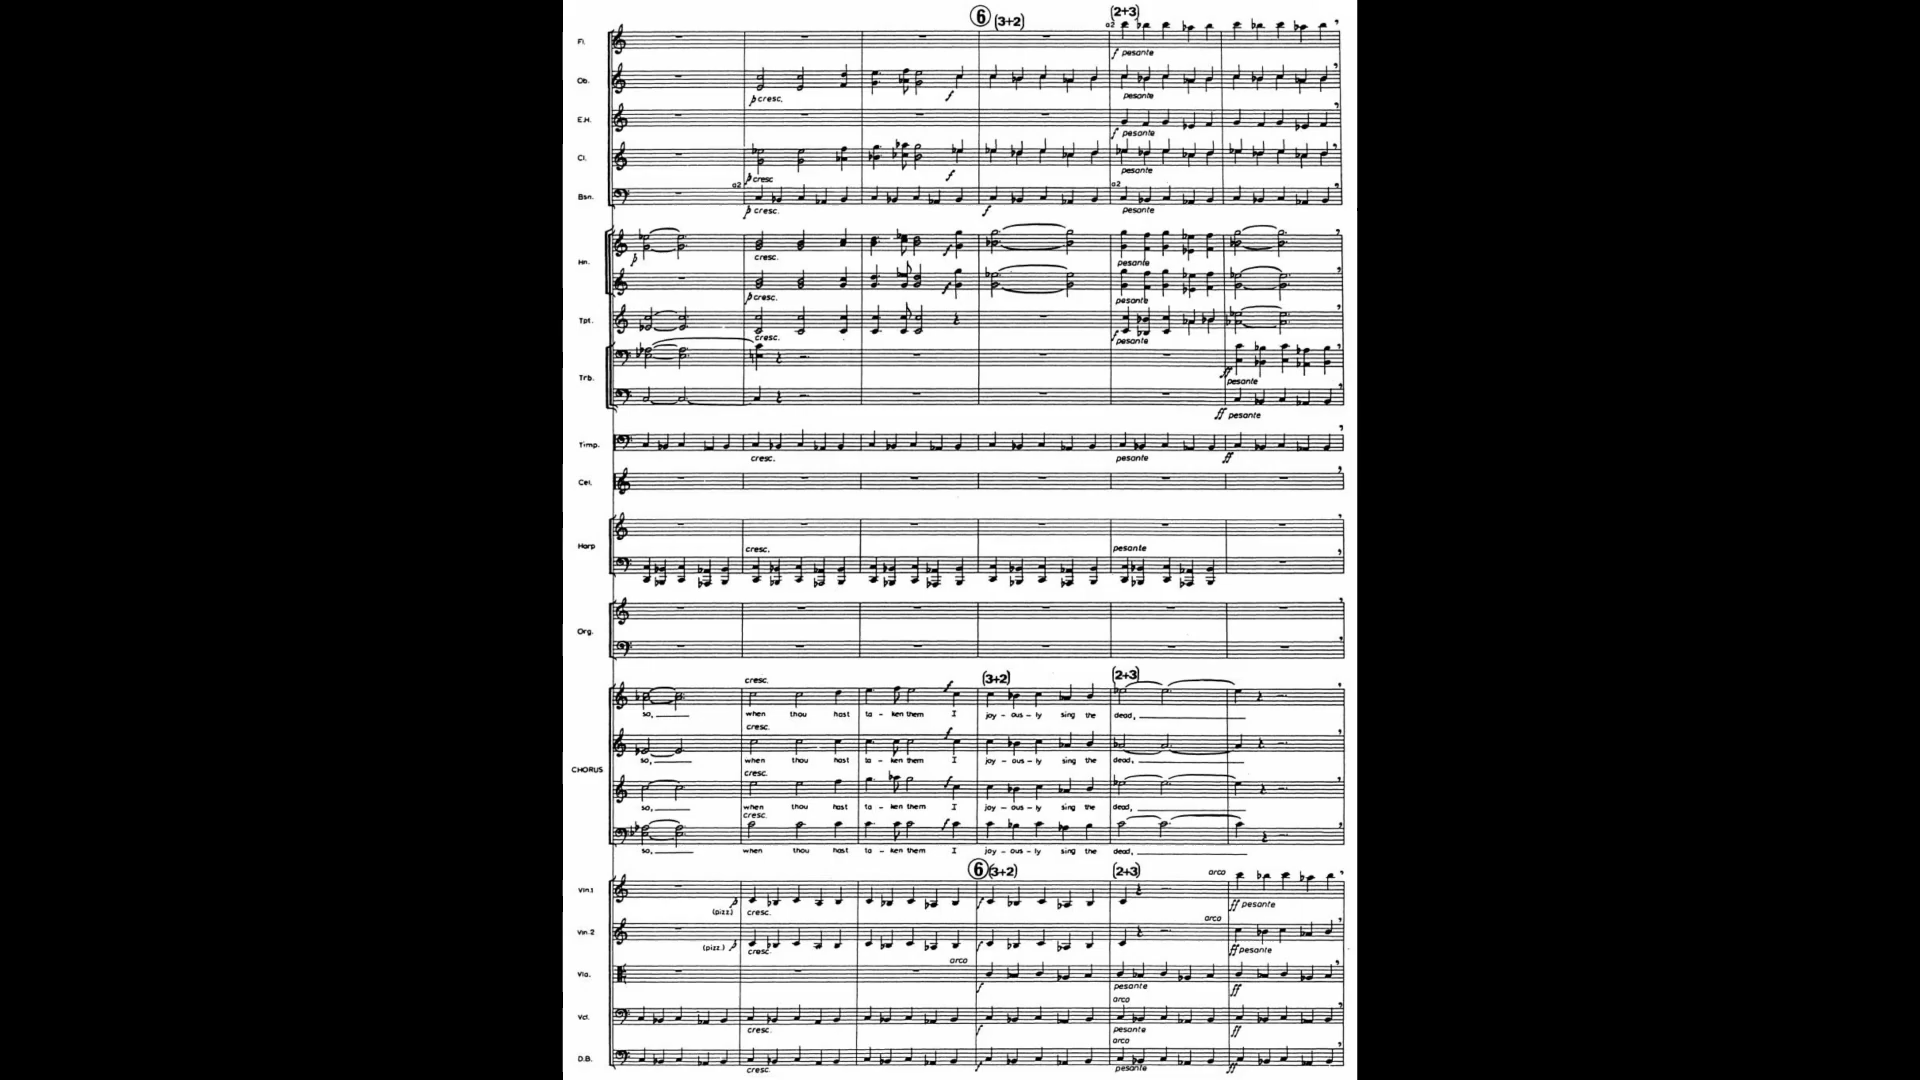 6 (3+2) (2+3)
Fl. a2 f pesante
Ob. p cresc. f pesante
E.H. f pesante
Cl. p cresc f pesante
Bsn. a2 p cresc. f a2 pesante
Hn. p cresc. f pesante
p cresc. f pesante
Tpt. cresc. f pesante
Trb. ff pesante
ff pesante
Timp. cresc. pesante ff
Cel.
Harp cresc. pesante
Org.
(3+2) (2+3)
CHORUS
cresc. f
so, when thou hast ta - ken them I joy - ous - ly sing the dead,
cresc. f
so, when thou hast ta - ken them I joy - ous - ly sing the dead,
cresc. f
so, when thou hast ta - ken them I joy - ous - ly sing the dead,
cresc. f
so, when thou hast ta - ken them I joy - ous - ly sing the dead,
6 (3+2) (2+3)
Vln.1 (pizz.) p cresc. f arco ff pesante
Vln.2 (pizz.) p cresc. f arco ff pesante
Vla. arco f pesante ff
Vcl. cresc. f arco pesante ff
D.B. cresc. f arco pesante ff